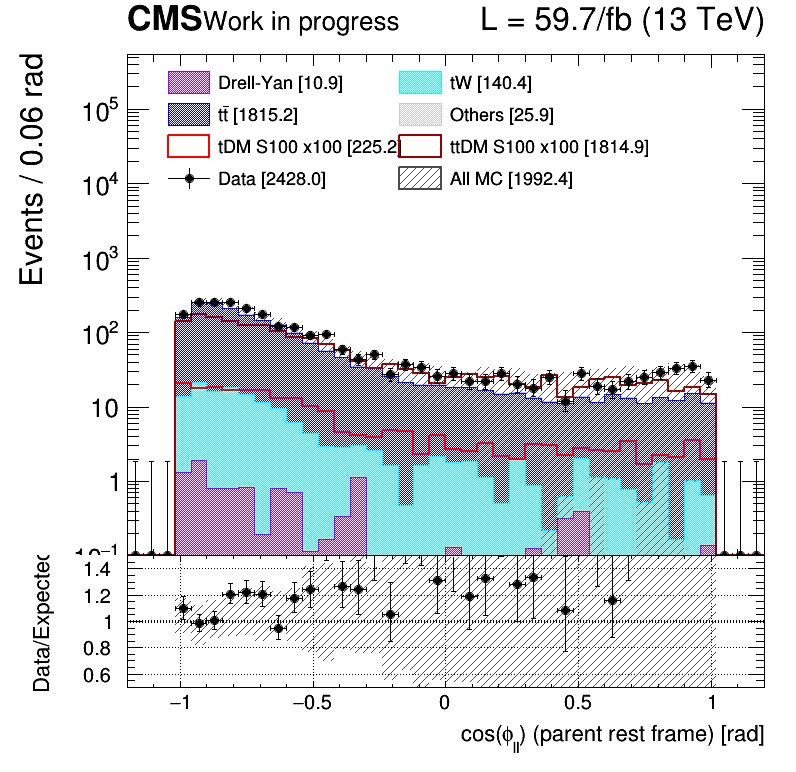 CMS Work in progress L = 59.7/fb (13 TeV)
Events / 0.06 rad
Drell-Yan [10.9] tW [140.4]
tt̄ [1815.2] Others [25.9]
tDM S100 x100 [225.2] ttDM S100 x100 [1814.9]
Data [2428.0] All MC [1992.4]
10⁵
10⁴
10³
10²
10
1
10⁻¹
Data/Expected
1.4
1.2
1
0.8
0.6
−1 −0.5 0 0.5 1
cos(ϕ_ll) (parent rest frame) [rad]